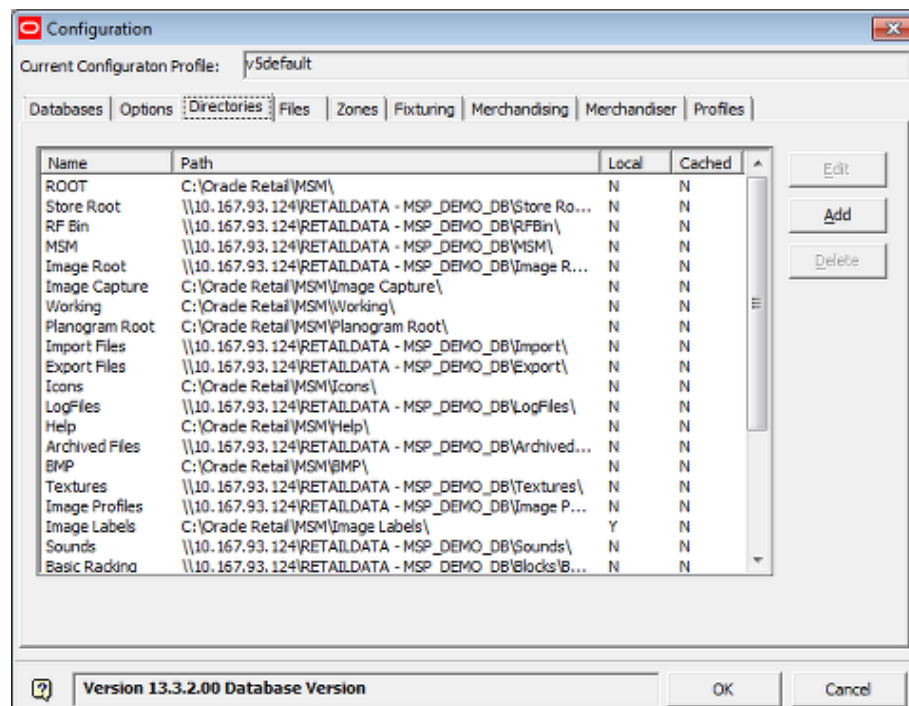 Configuration
Current Configuraton Profile: v5default
Databases Options Directories Files Zones Fixturing Merchandising Merchandiser Profiles
Name Path Local Cached
ROOT C:\Oracle Retail\MSM\ N N
Store Root \\10.167.93.124\RETAILDATA - MSP_DEMO_DB\Store Ro... N N
RF Bin \\10.167.93.124\RETAILDATA - MSP_DEMO_DB\RFBin\ N N
MSM \\10.167.93.124\RETAILDATA - MSP_DEMO_DB\MSM\ N N
Image Root \\10.167.93.124\RETAILDATA - MSP_DEMO_DB\Image R... N N
Image Capture C:\Oracle Retail\MSM\Image Capture\ N N
Working C:\Oracle Retail\MSM\Working\ N N
Planogram Root C:\Oracle Retail\MSM\Planogram Root\ N N
Import Files \\10.167.93.124\RETAILDATA - MSP_DEMO_DB\Import\ N N
Export Files \\10.167.93.124\RETAILDATA - MSP_DEMO_DB\Export\ N N
Icons C:\Oracle Retail\MSM\Icons\ N N
LogFiles \\10.167.93.124\RETAILDATA - MSP_DEMO_DB\LogFiles\ N N
Help C:\Oracle Retail\MSM\Help\ N N
Archived Files \\10.167.93.124\RETAILDATA - MSP_DEMO_DB\Archived... N N
BMP C:\Oracle Retail\MSM\BMP\ N N
Textures \\10.167.93.124\RETAILDATA - MSP_DEMO_DB\Textures\ N N
Image Profiles \\10.167.93.124\RETAILDATA - MSP_DEMO_DB\Image P... N N
Image Labels C:\Oracle Retail\MSM\Image Labels\ Y N
Sounds \\10.167.93.124\RETAILDATA - MSP_DEMO_DB\Sounds\ N N
Basic Racking \\10.167.93.124\RETAILDATA - MSP_DEMO_DB\Blocks\B... N N
Edit
Add
Delete
Version 13.3.2.00 Database Version
OK
Cancel